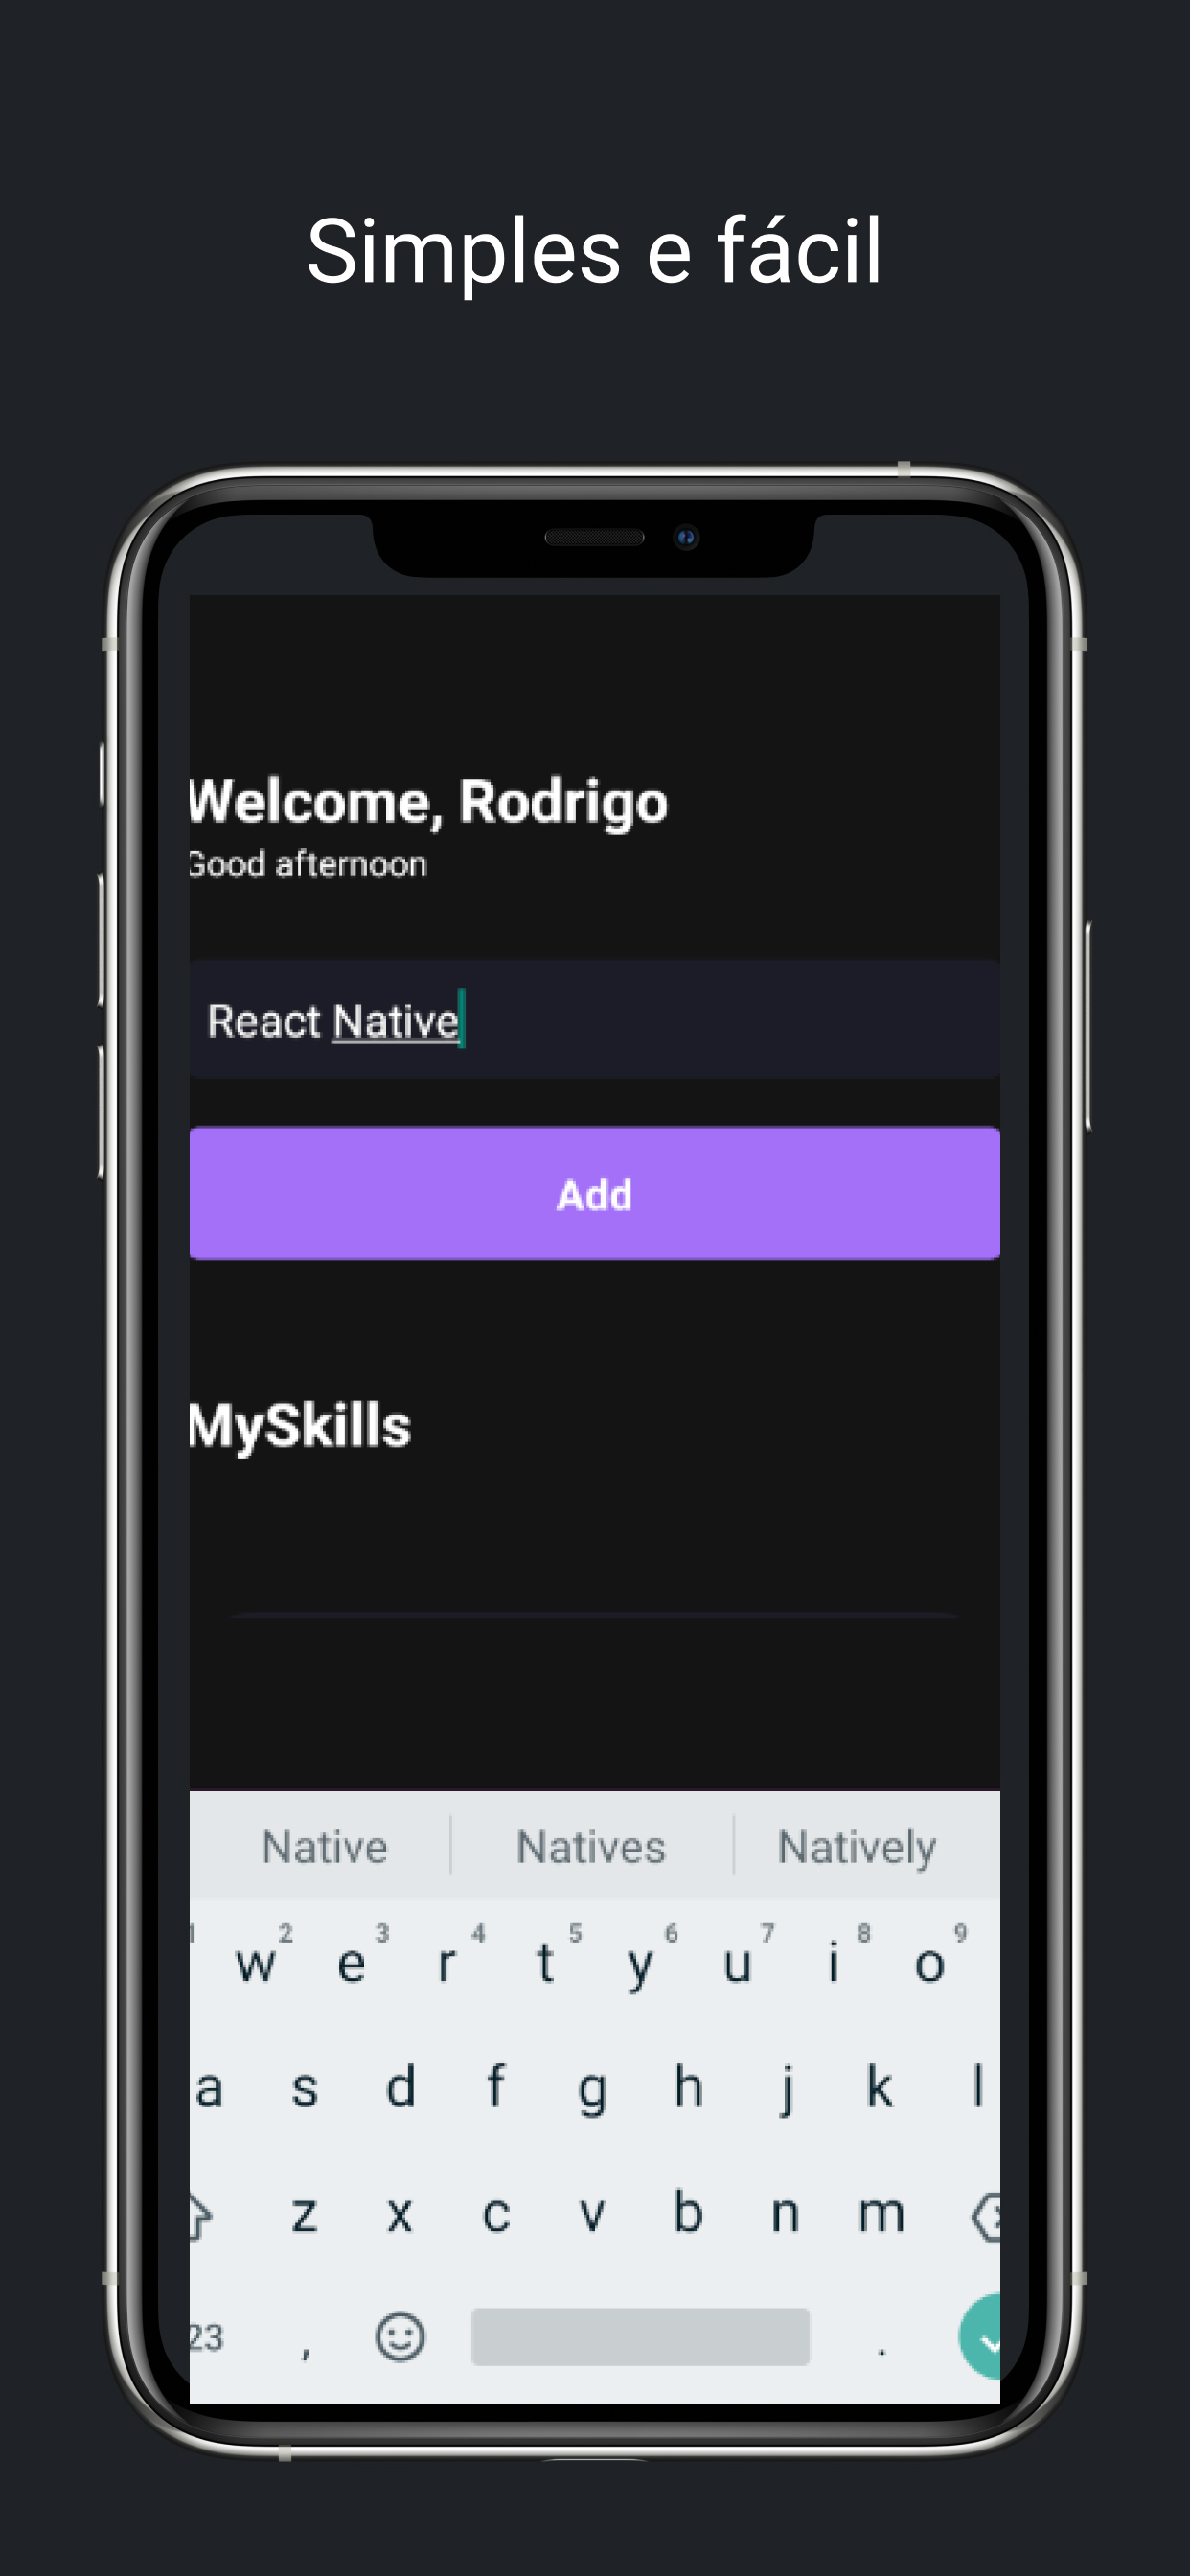 Simples e fácil
Welcome, Rodrigo
Good afternoon
React Native
Add
MySkills
Native Natives Natively
1 2 3 4 5 6 7 8 9
w e r t y u i o
a s d f g h j k l
z x c v b n m
23 , .